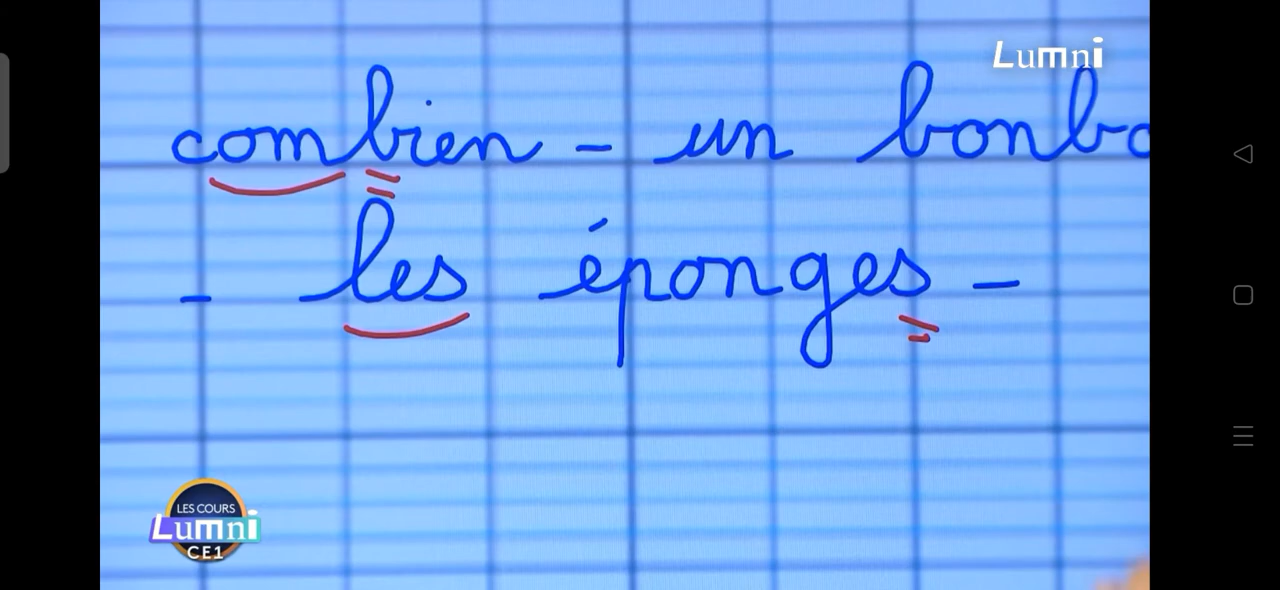 Lumni
combien - un bonb
- les éponges -
LES COURS
Lumni
CE1